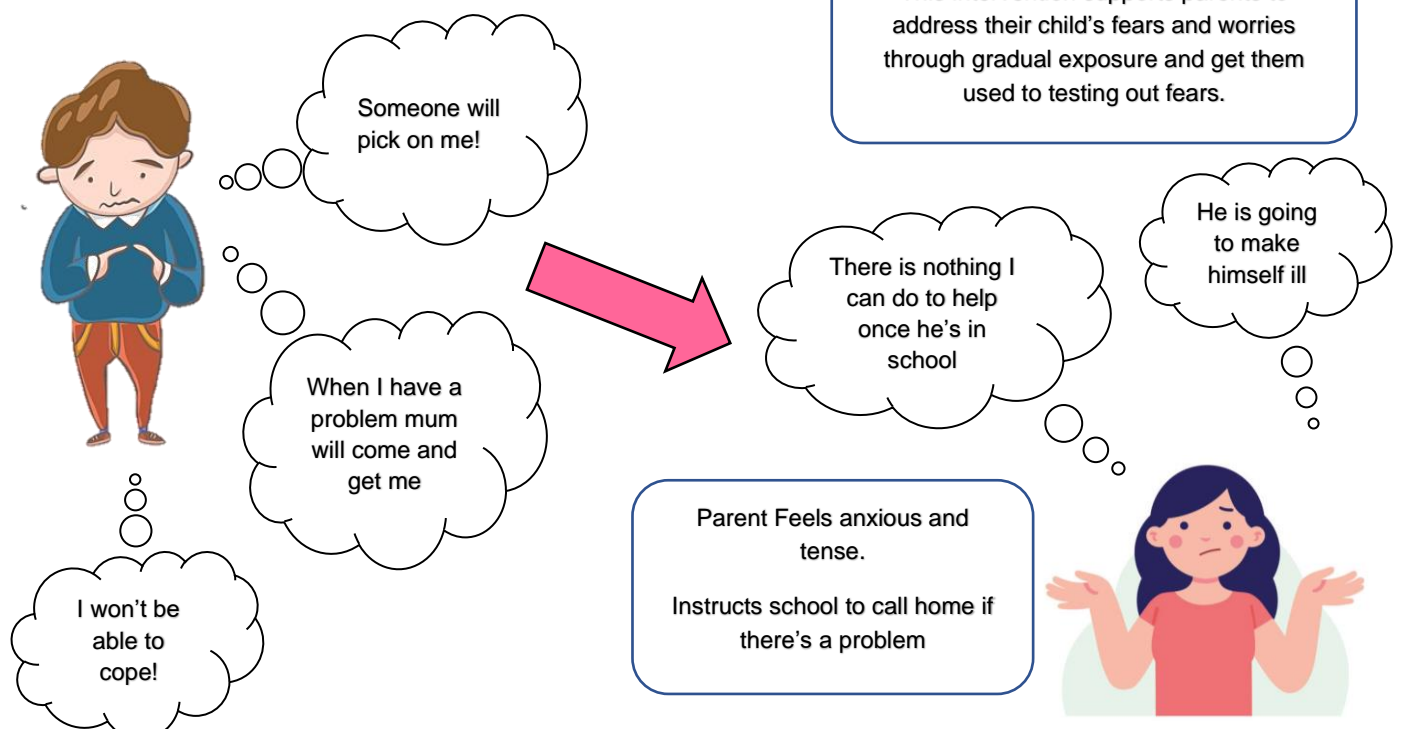 address their child's fears and worries
through gradual exposure and get them
used to testing out fears.
Someone will
pick on me!
He is going
to make
himself ill
There is nothing I
can do to help
once he's in
school
When I have a
problem mum
will come and
get me
Parent Feels anxious and
tense.
Instructs school to call home if
there's a problem
I won't be
able to
cope!